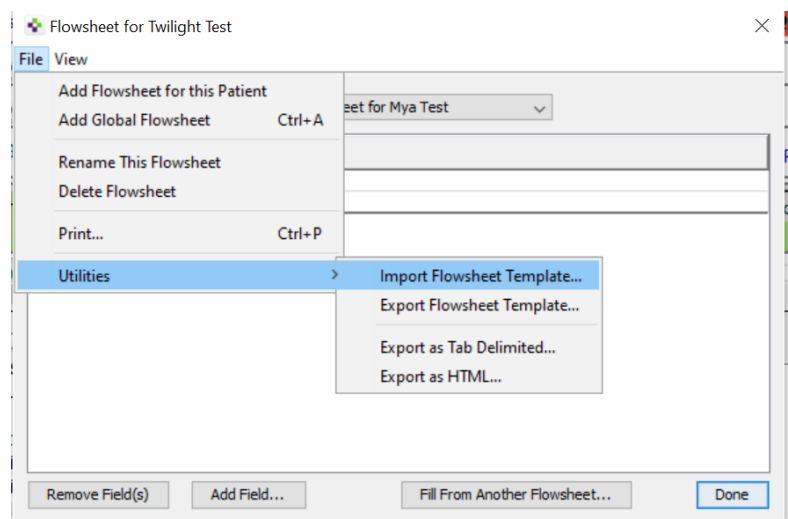 Flowsheet for Twilight Test
File View
Add Flowsheet for this Patient
eet for Mya Test
Add Global Flowsheet Ctrl+A
Rename This Flowsheet
Delete Flowsheet
Print... Ctrl+P
Utilities
Import Flowsheet Template...
Export Flowsheet Template...
Export as Tab Delimited...
Export as HTML...
Remove Field(s) Add Field... Fill From Another Flowsheet... Done